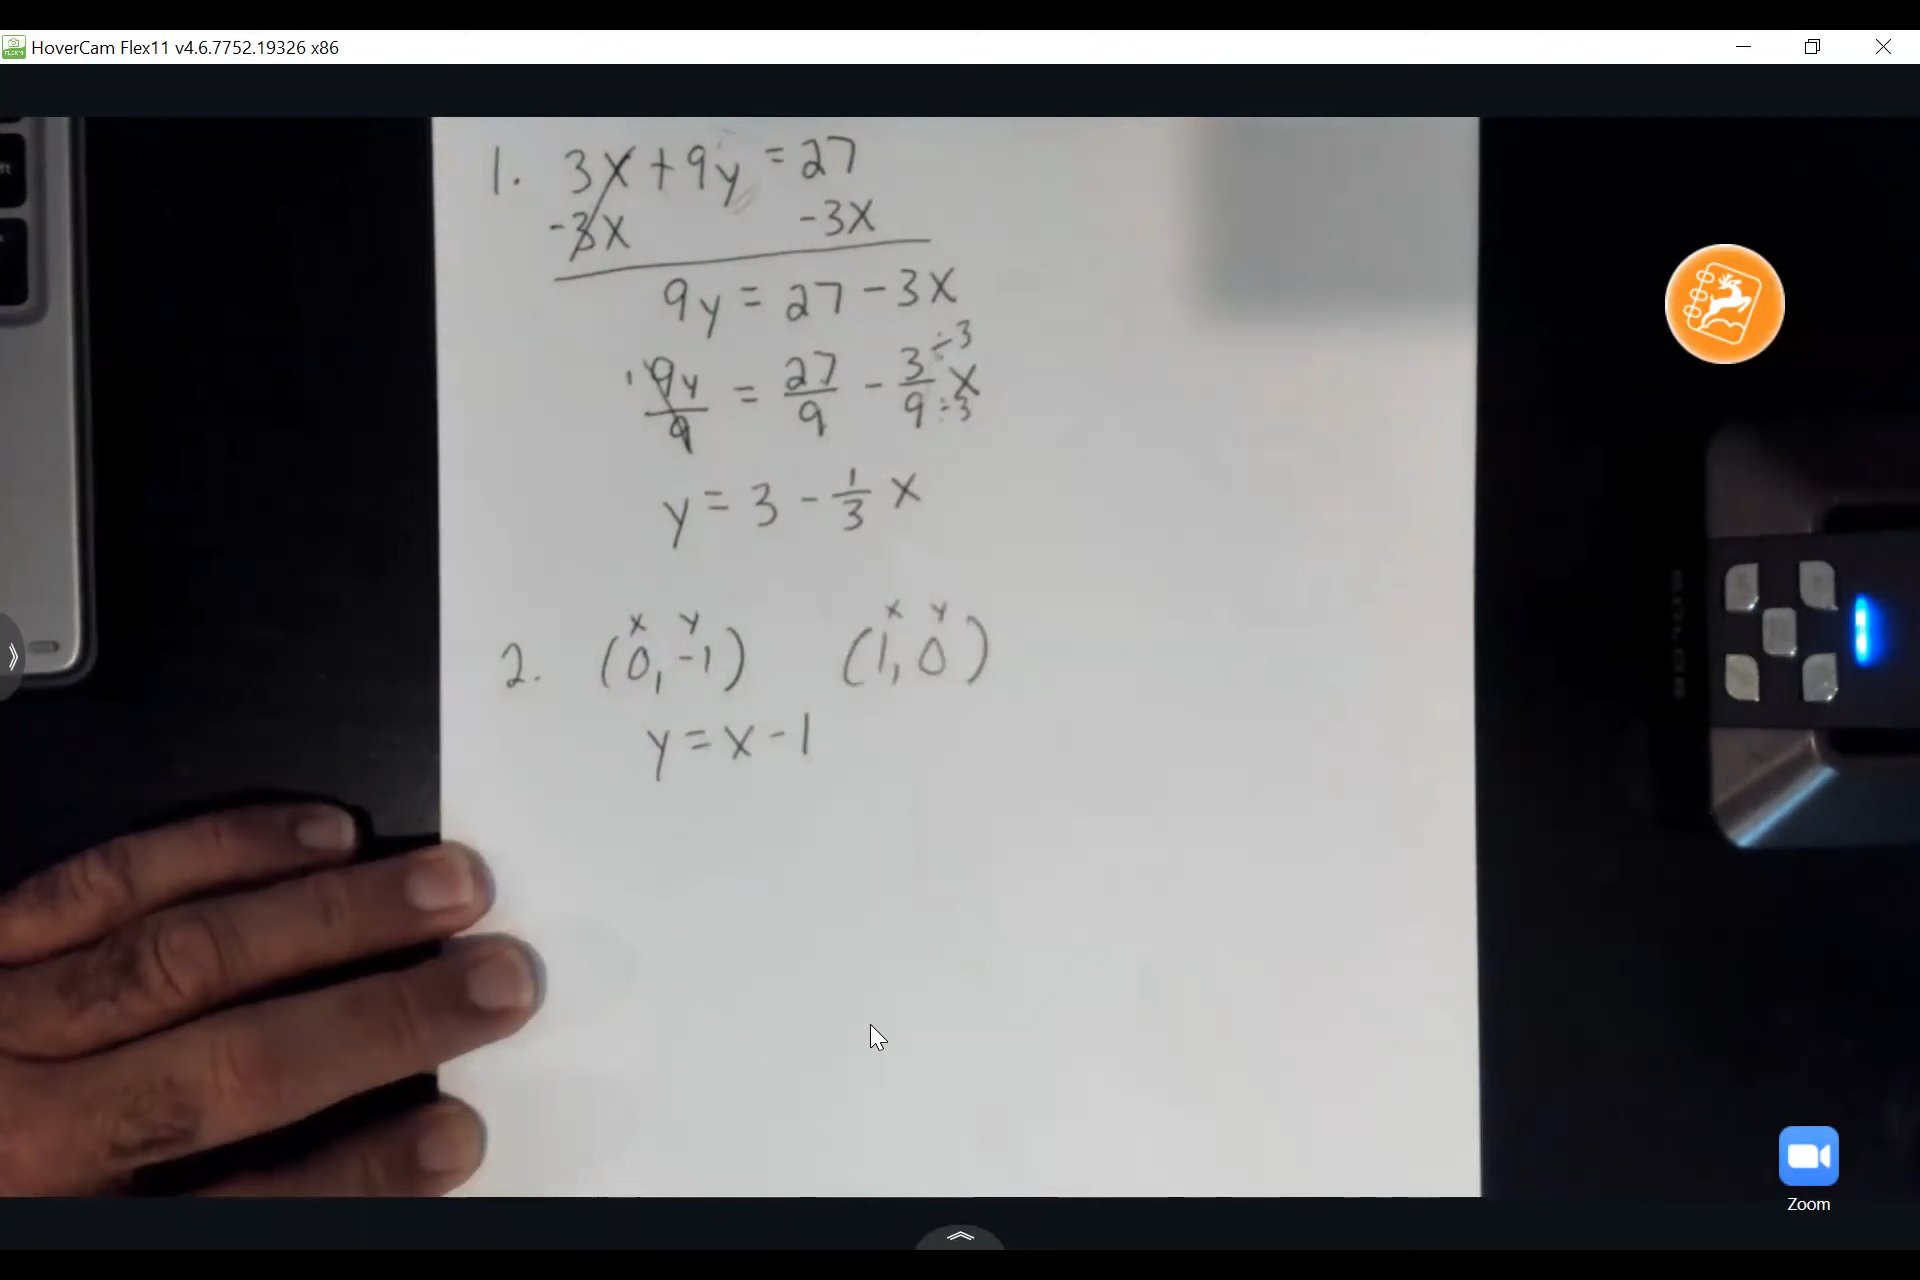 HoverCam Flex11 v4.6.7752.19326 x86
1. 3x + 9y = 27
-3x -3x
9y = 27 - 3x
9y/9 = 27/9 - 3÷3/9÷3 x
y = 3 - 1/3 x
x y x y
2. (0, -1) (1, 0)
y = x - 1
Zoom